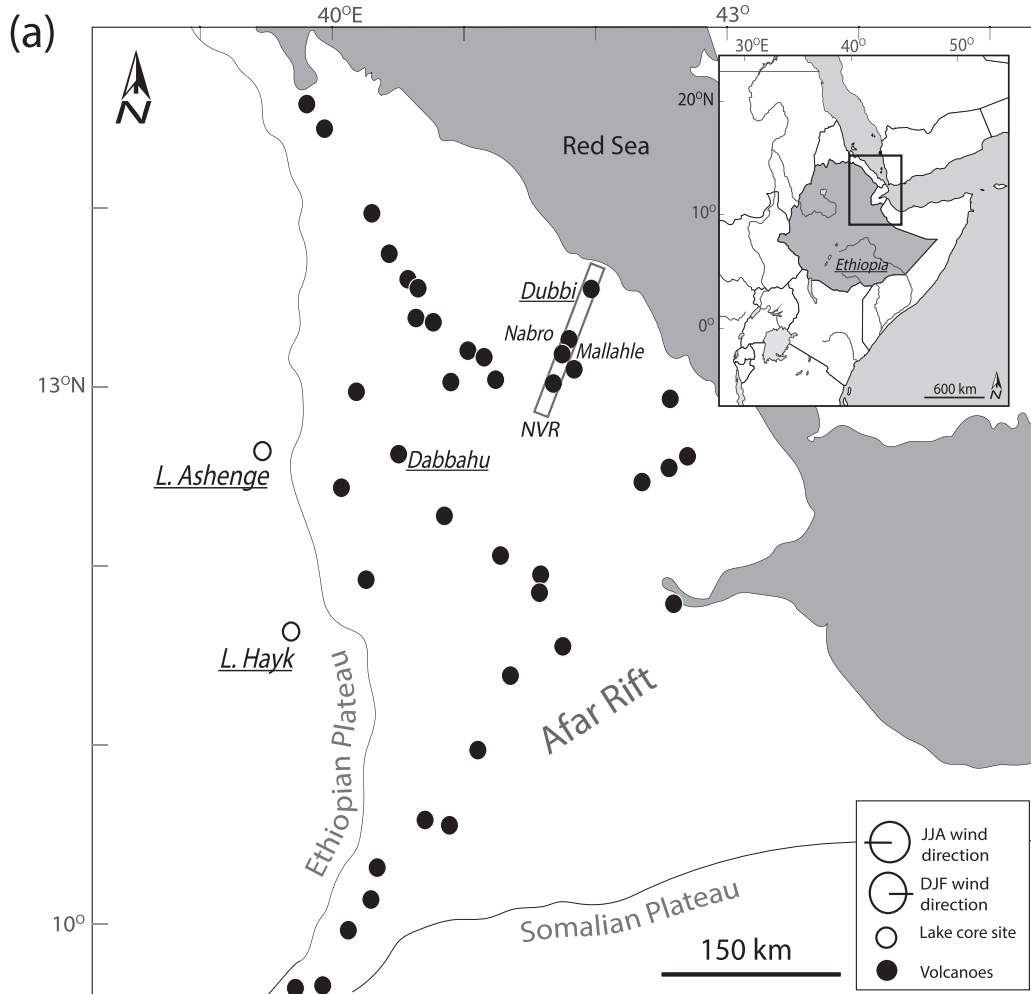 (a)
40°E
43°
N
Red Sea
30°E
40°
50°
20°N
10°
0°
Ethiopia
600 km
N
Dubbi
Nabro
Mallahle
NVR
13°N
L. Ashenge
Dabbahu
L. Hayk
Ethiopian Plateau
Afar Rift
Somalian Plateau
10°
150 km
JJA wind
direction
DJF wind
direction
Lake core site
Volcanoes